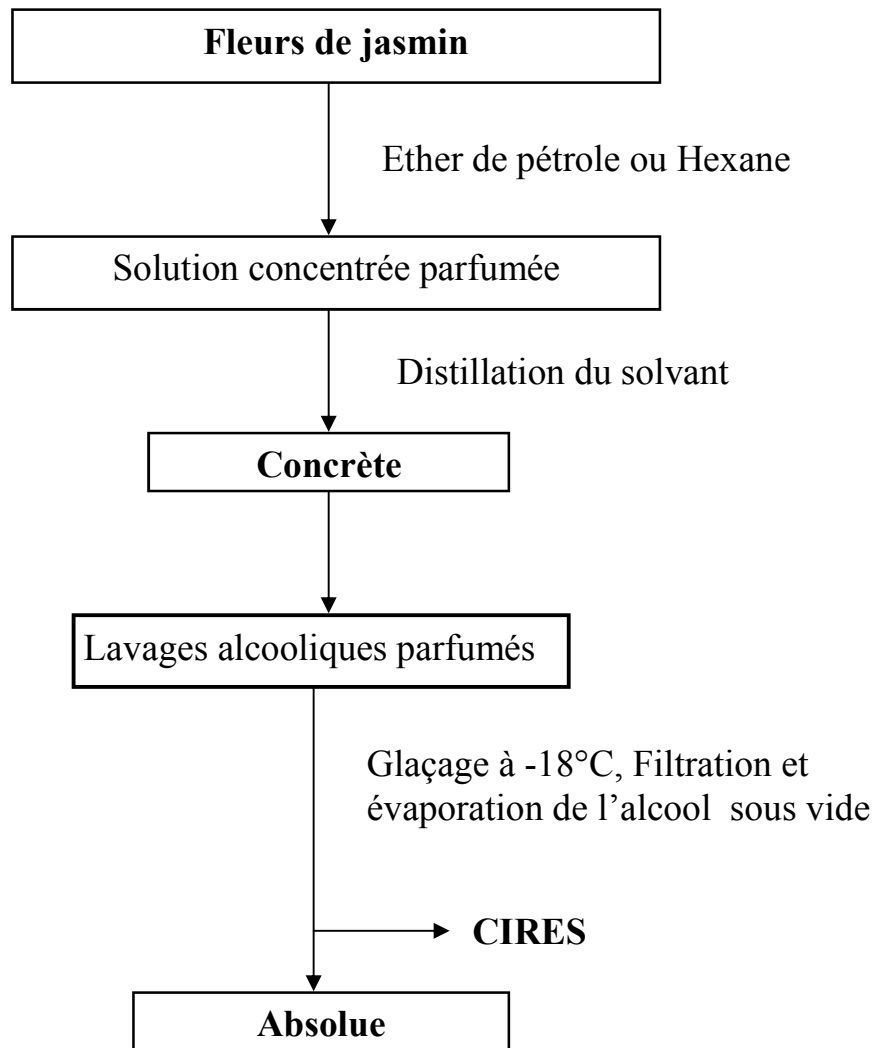 Fleurs de jasmin
Ether de pétrole ou Hexane
Solution concentrée parfumée
Distillation du solvant
Concrète
Lavages alcooliques parfumés
Glaçage à -18°C, Filtration et
évaporation de l’alcool sous vide
CIRES
Absolue